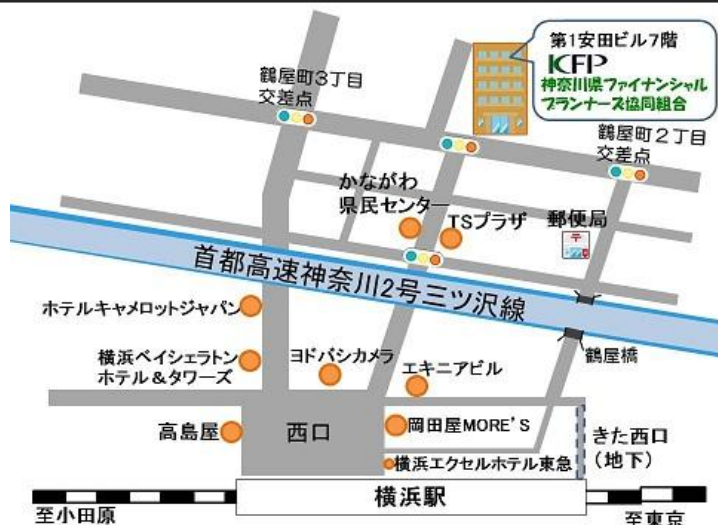 第1安田ビル7階
KFP
神奈川県ファイナンシャル
プランナーズ協同組合
鶴屋町3丁目
交差点
鶴屋町2丁目
交差点
かながわ
県民センター
TSプラザ
郵便局
〒
首都高速神奈川2号三ツ沢線
ホテルキャメロットジャパン
鶴屋橋
横浜ベイシェラトン
ホテル&タワーズ
ヨドバシカメラ
エキニアビル
高島屋
西口
岡田屋MORE'S
きた西口
(地下)
横浜エクセルホテル東急
横浜駅
至小田原
至東京